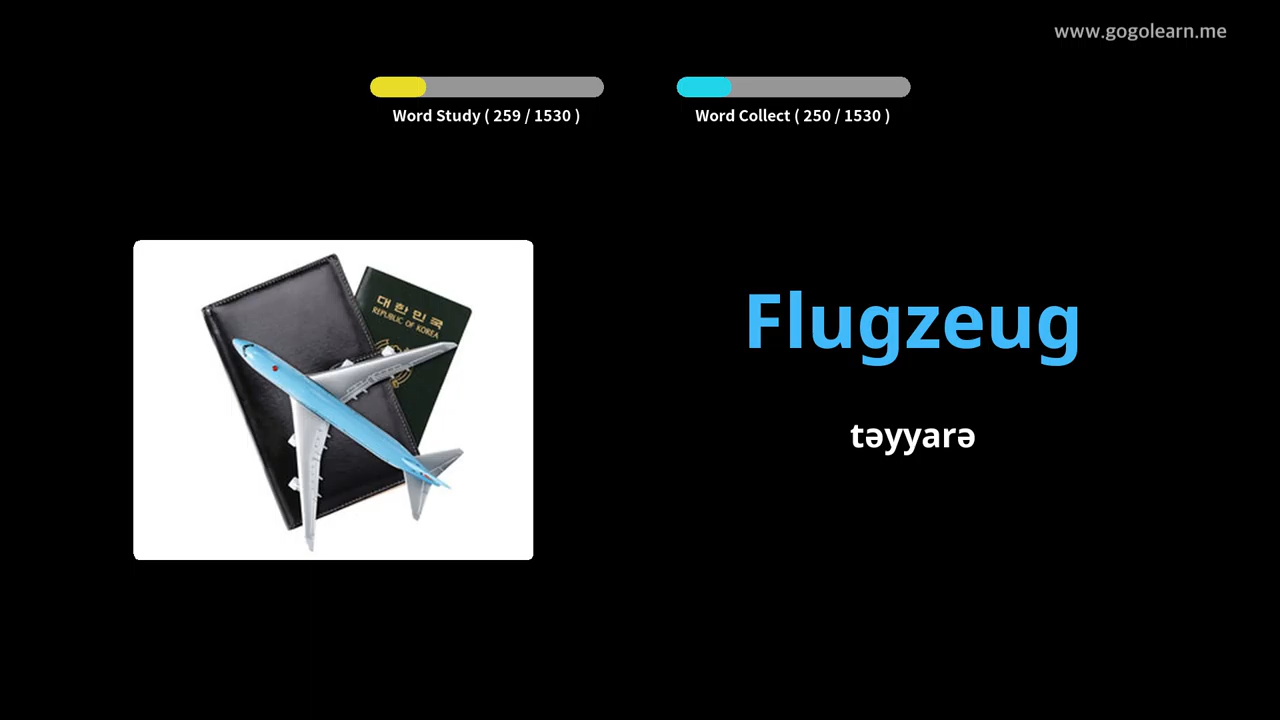 www.gogolearn.me
Word Study ( 259 / 1530 )
Word Collect ( 250 / 1530 )
대한민국
REPUBLIC OF KOREA
Flugzeug
təyyarə